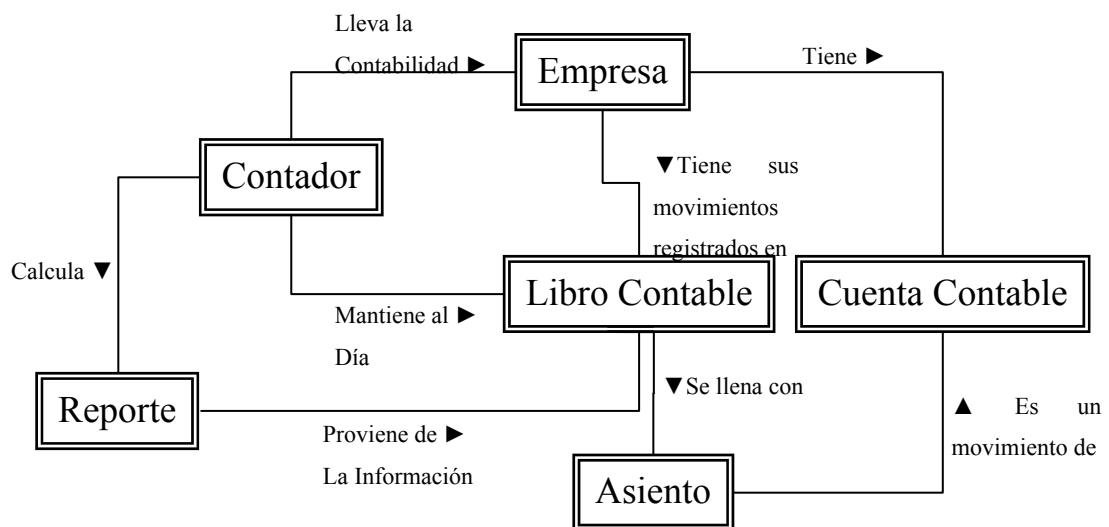 Lleva la
Contabilidad ►
Empresa
Tiene ►
Contador
▼Tiene sus
movimientos
registrados en
Calcula ▼
Libro Contable
Cuenta Contable
Mantiene al ►
Día
Reporte
▼Se llena con
▲ Es un
movimiento de
Proviene de ►
La Información
Asiento